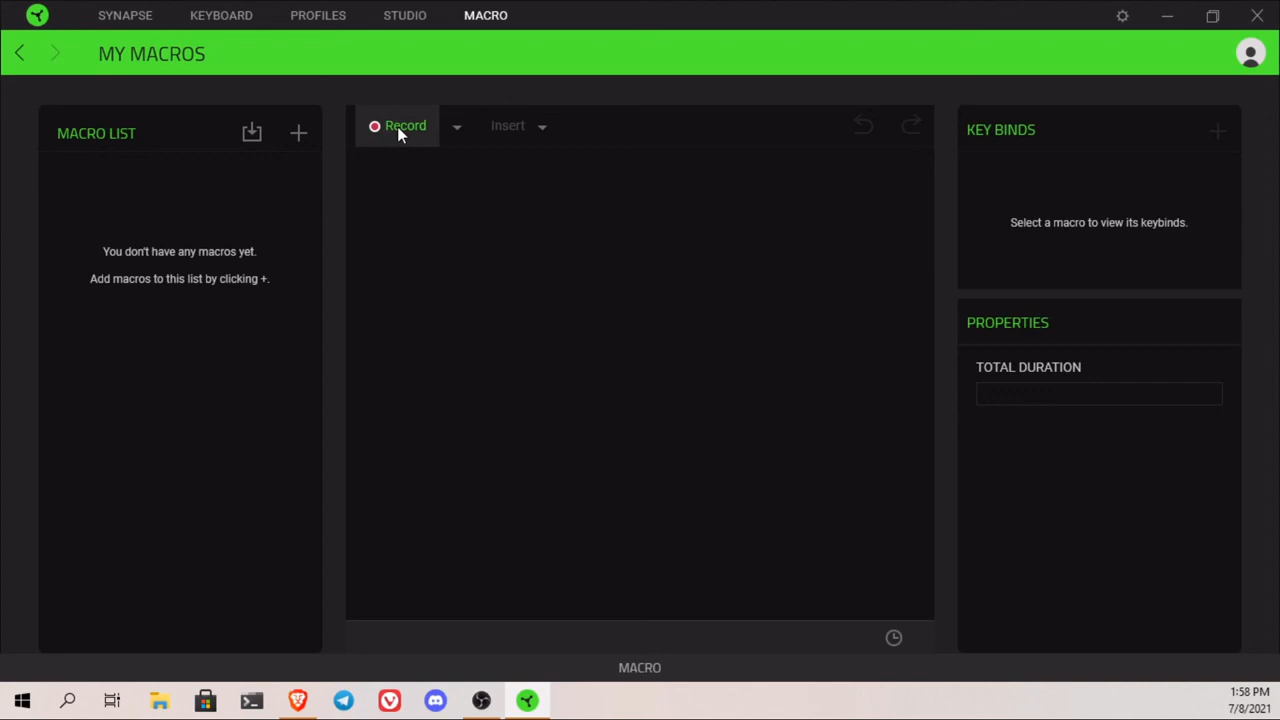 SYNAPSE KEYBOARD PROFILES STUDIO MACRO
MY MACROS
MACRO LIST
Record
Insert
KEY BINDS
You don't have any macros yet.
Add macros to this list by clicking +.
Select a macro to view its keybinds.
PROPERTIES
TOTAL DURATION
MACRO
1:58 PM
7/8/2021